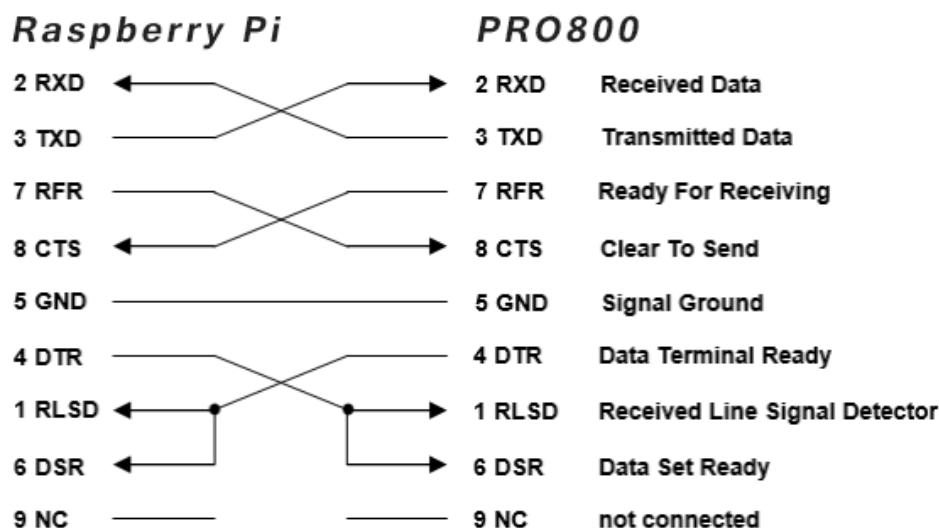 Raspberry Pi PRO800
2 RXD 2 RXD Received Data
3 TXD 3 TXD Transmitted Data
7 RFR 7 RFR Ready For Receiving
8 CTS 8 CTS Clear To Send
5 GND 5 GND Signal Ground
4 DTR 4 DTR Data Terminal Ready
1 RLSD 1 RLSD Received Line Signal Detector
6 DSR 6 DSR Data Set Ready
9 NC 9 NC not connected